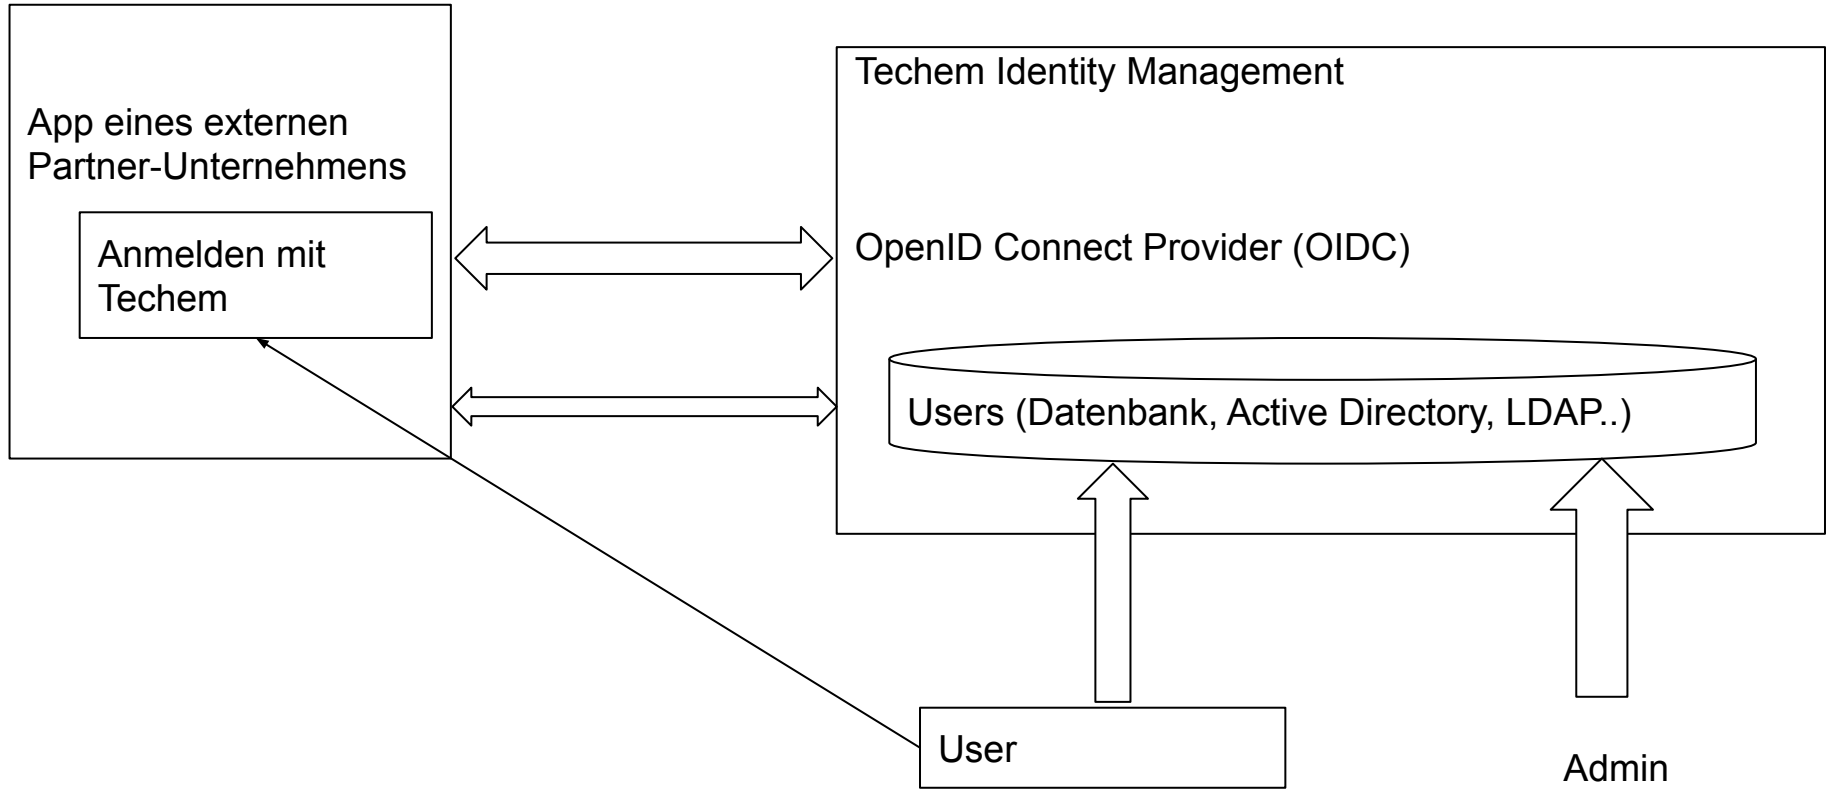 App eines externen
Partner-Unternehmens
Anmelden mit
Techem
Techem Identity Management
OpenID Connect Provider (OIDC)
Users (Datenbank, Active Directory, LDAP..)
User
Admin